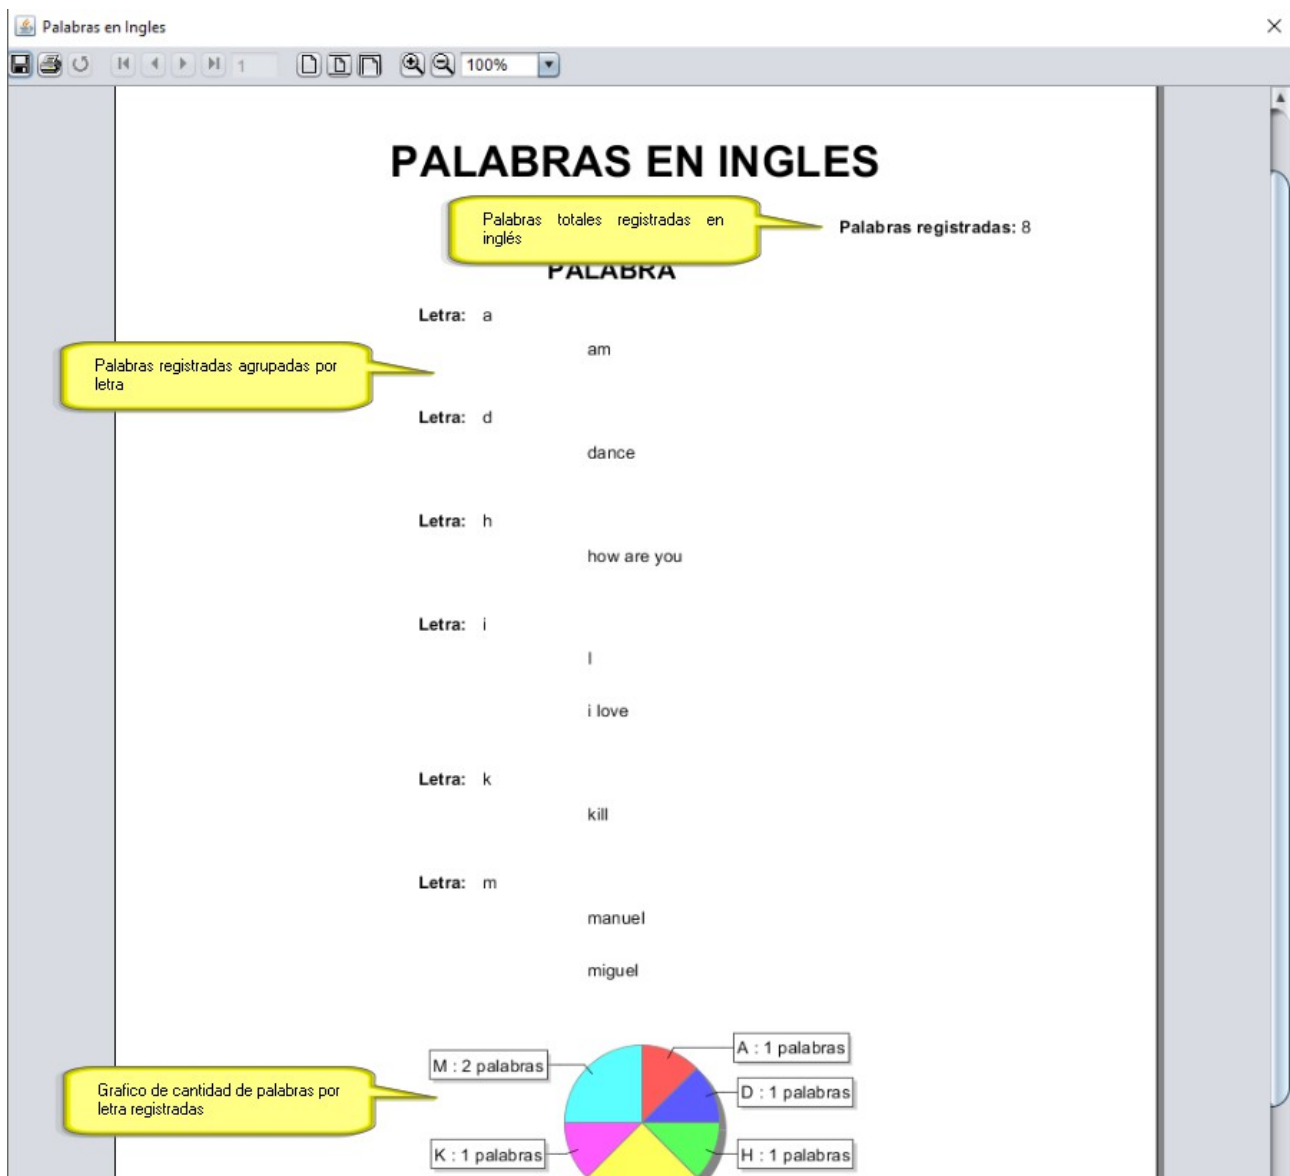 Palabras en Ingles
1
100%
PALABRAS EN INGLES
Palabras totales registradas en
inglés
Palabras registradas: 8
PALABRA
Letra: a
am
Palabras registradas agrupadas por
letra
Letra: d
dance
Letra: h
how are you
Letra: i
I
i love
Letra: k
kill
Letra: m
manuel
miguel
M : 2 palabras
A : 1 palabras
Grafico de cantidad de palabras por
letra registradas
D : 1 palabras
K : 1 palabras
H : 1 palabras